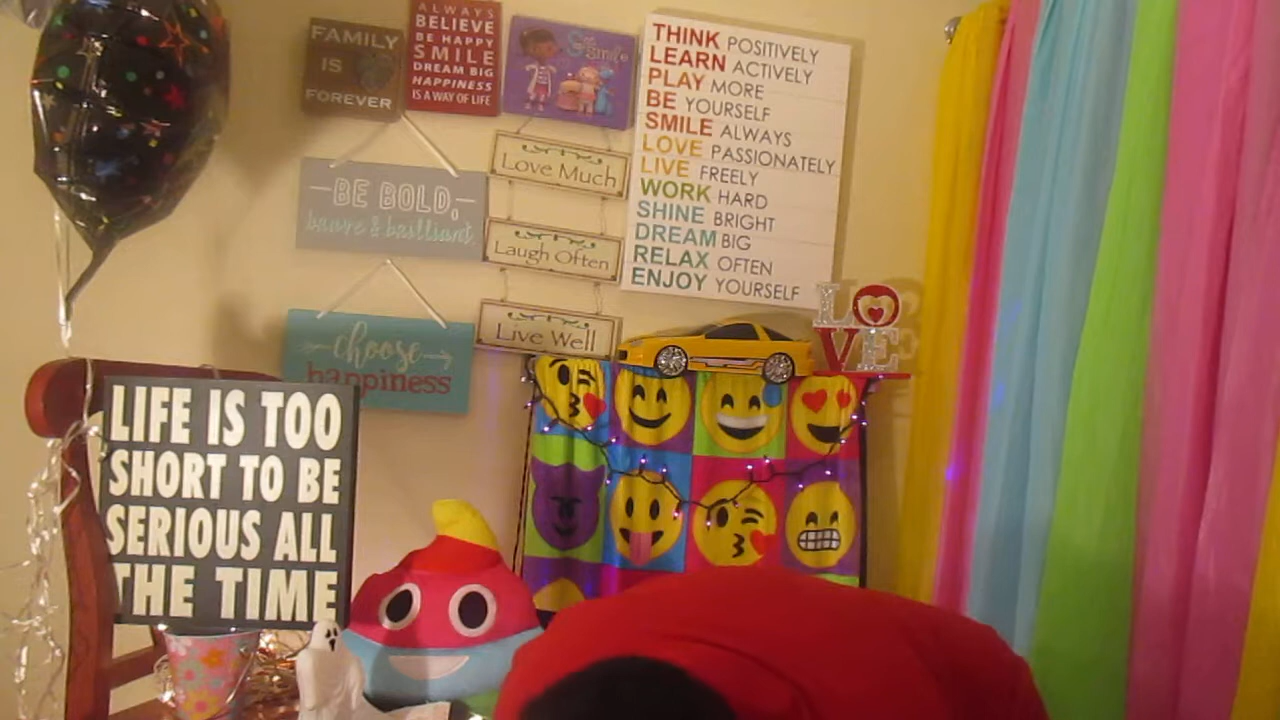 FAMILY
IS
FOREVER
ALWAYS
BELIEVE
BE HAPPY
SMILE
DREAM BIG
HAPPINESS
IS A WAY OF LIFE
Smile
THINK POSITIVELY
LEARN ACTIVELY
PLAY MORE
BE YOURSELF
SMILE ALWAYS
LOVE PASSIONATELY
LIVE FREELY
WORK HARD
SHINE BRIGHT
DREAM BIG
RELAX OFTEN
ENJOY YOURSELF
BE BOLD,
brave & brilliant
Love Much
Laugh Often
Live Well
choose
happiness
LO
VE
LIFE IS TOO
SHORT TO BE
SERIOUS ALL
THE TIME